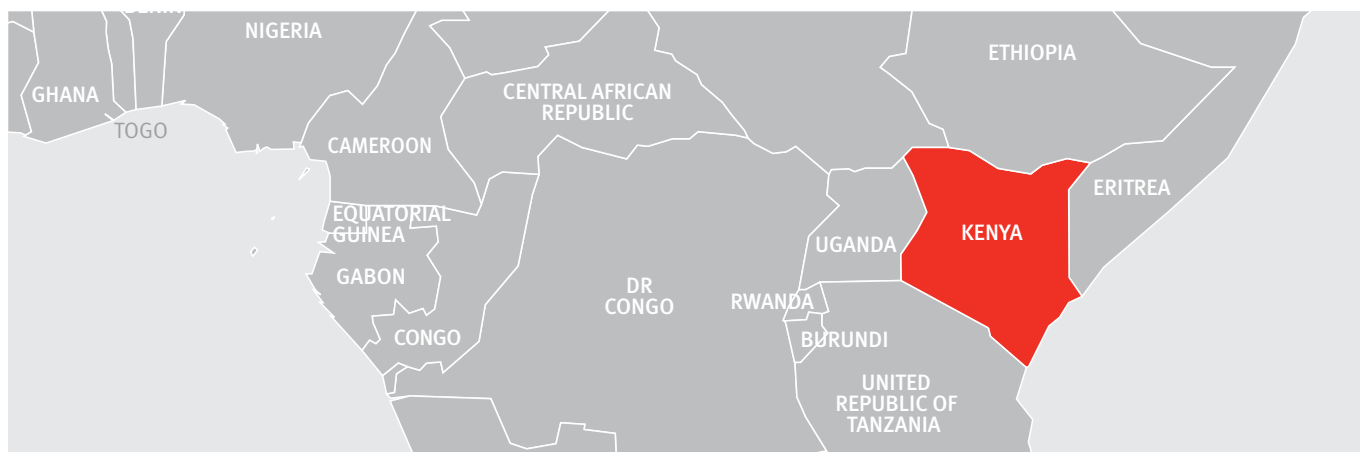 BENIN
NIGERIA
ETHIOPIA
GHANA
CENTRAL AFRICAN
REPUBLIC
TOGO
CAMEROON
ERITREA
EQUATORIAL
GUINEA
UGANDA
KENYA
GABON
DR
CONGO
RWANDA
CONGO
BURUNDI
UNITED
REPUBLIC OF
TANZANIA